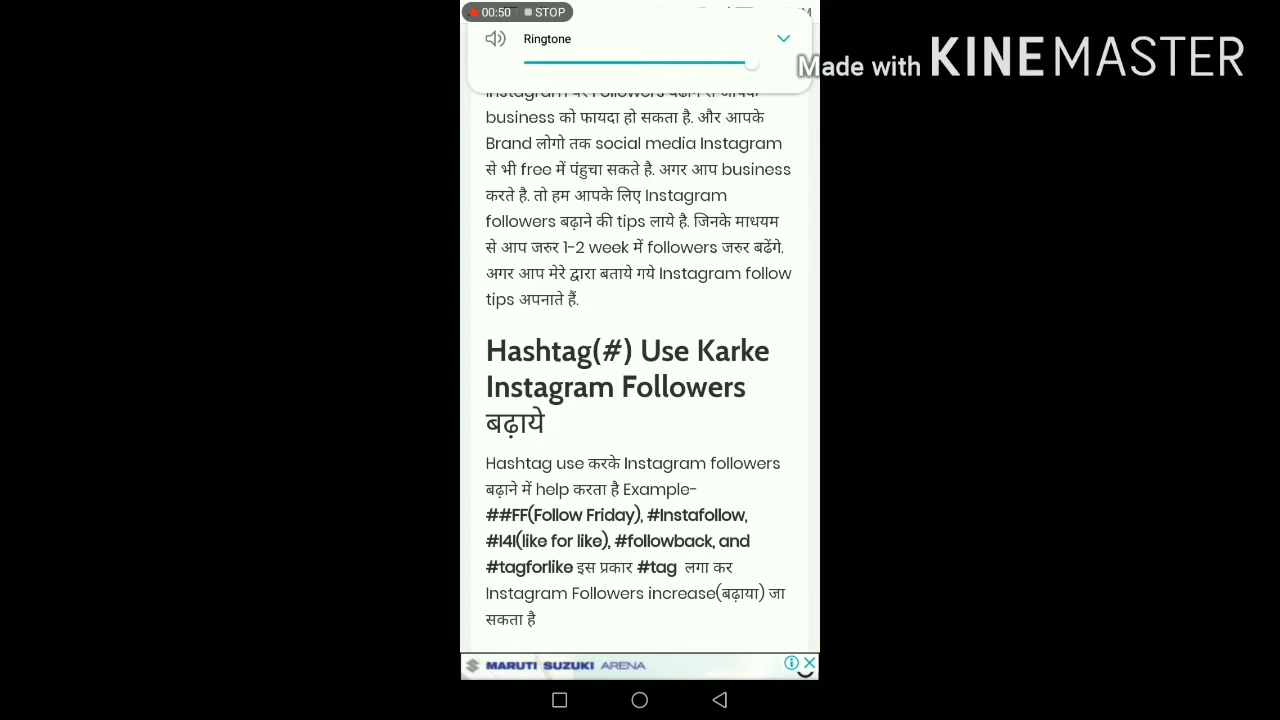 00:50 STOP
Ringtone
Made with KINEMASTER
business को फायदा हो सकता है. और आपके
Brand लोगो तक social media Instagram
से भी free में पंहुचा सकते है. अगर आप business
करते है. तो हम आपके लिए Instagram
followers बढ़ाने की tips लाये है. जिनके माधयम
से आप जरुर 1-2 week में followers जरुर बढेंगे.
अगर आप मेरे द्वारा बताये गये Instagram follow
tips अपनाते हैं.
Hashtag(#) Use Karke
Instagram Followers
बढ़ाये
Hashtag use करके Instagram followers
बढ़ाने में help करता है Example-
##FF(Follow Friday), #Instafollow,
#l4l(like for like), #followback, and
#tagforlike इस प्रकार #tag लगा कर
Instagram Followers increase(बढ़ाया) जा
सकता है
MARUTI SUZUKI ARENA